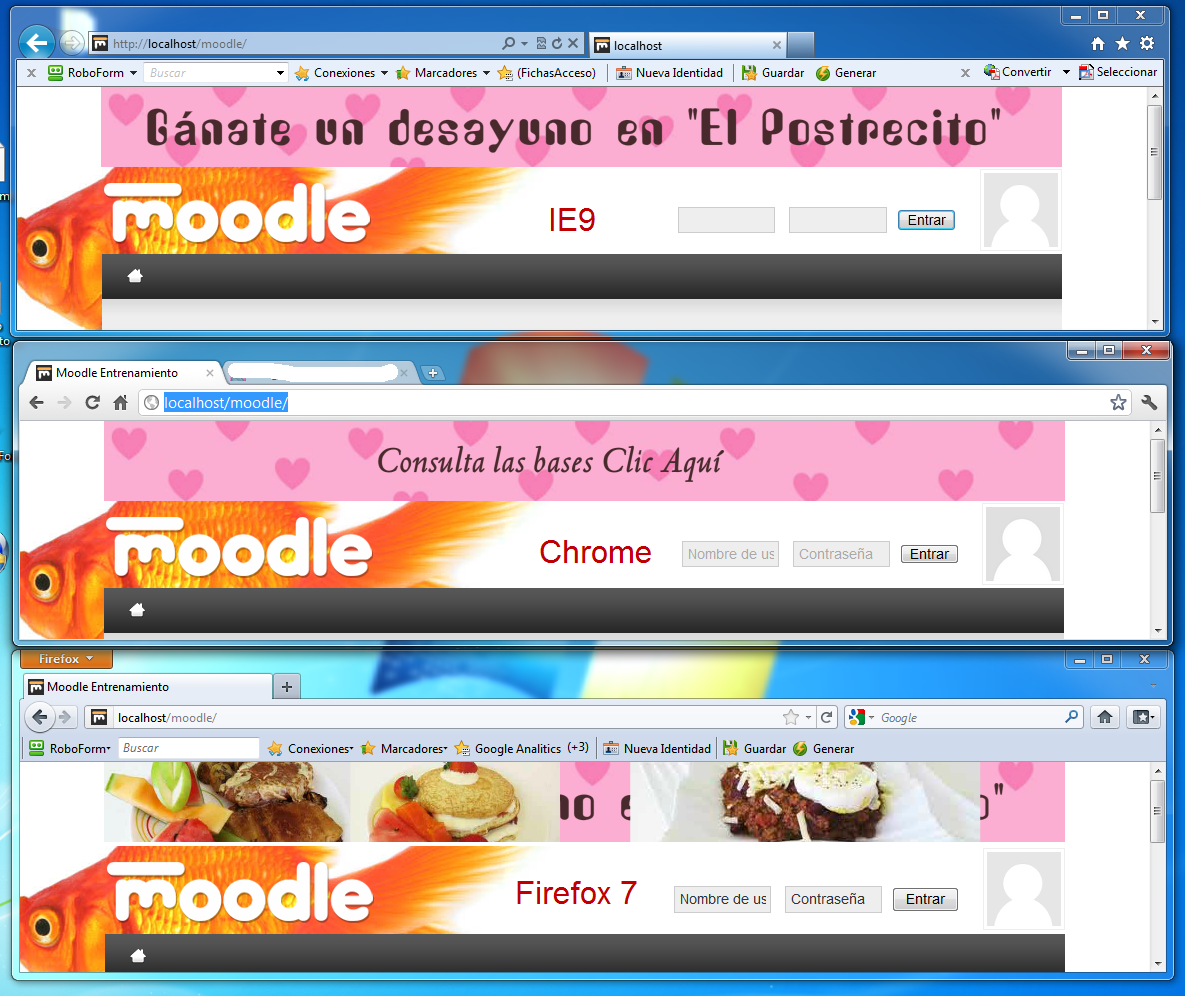 http://localhost/moodle/
localhost
RoboForm
Buscar
Conexiones
Marcadores
(FichasAcceso)
Nueva Identidad
Guardar
Generar
Convertir
Seleccionar
Gánate un desayuno en "El Postrecito"
moodle
IE9
Entrar
Moodle Entrenamiento
localhost/moodle/
Consulta las bases Clic Aquí
moodle
Chrome
Nombre de us
Contraseña
Entrar
Firefox
Moodle Entrenamiento
localhost/moodle/
Google
RoboForm
Buscar
Conexiones
Marcadores
Google Analitics
(+3)
Nueva Identidad
Guardar
Generar
no e
o"
moodle
Firefox 7
Nombre de us
Contraseña
Entrar